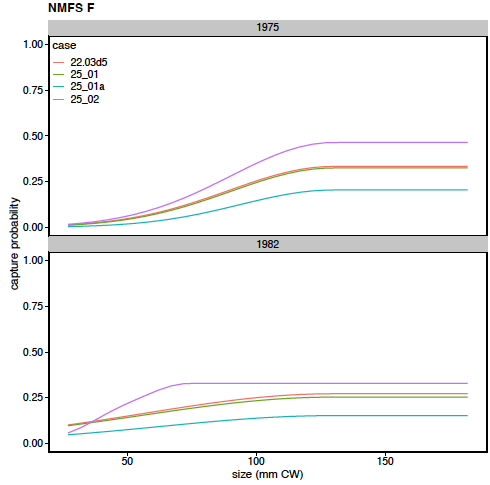 NMFS F
1975
case
22.03d5
25_01
25_01a
25_02
1.00
0.75
0.50
0.25
0.00
1982
1.00
0.75
0.50
0.25
0.00
capture probability
50
100
150
size (mm CW)